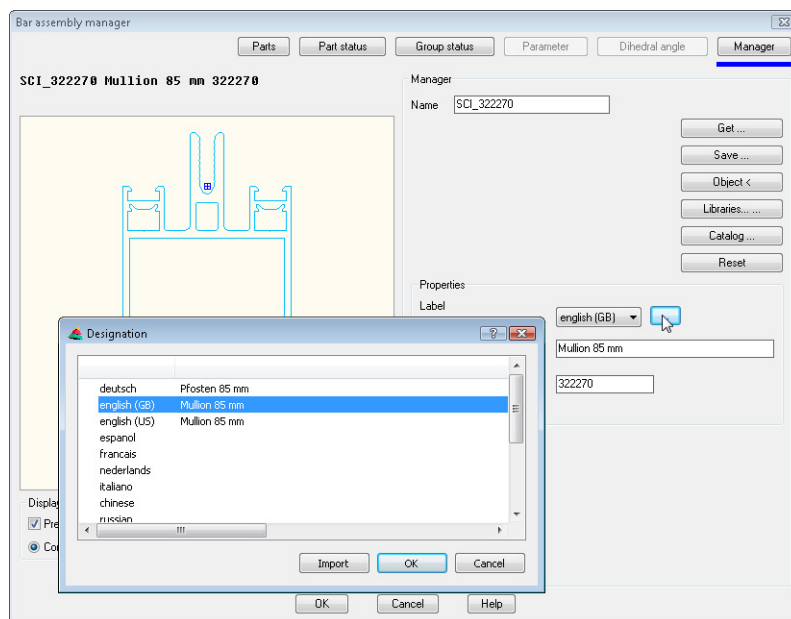 Bar assembly manager
Parts Part status Group status Parameter Dihedral angle Manager
SCI_322270 Mullion 85 mm 322270
Manager
Name SCI_322270
Get ...
Save ...
Object <
Libraries... ...
Catalog ...
Reset
Properties
Label
english (GB)
Mullion 85 mm
322270
Designation
deutsch Pfosten 85 mm
english (GB) Mullion 85 mm
english (US) Mullion 85 mm
espanol
francais
nederlands
italiano
chinese
russian
Import OK Cancel
Displa
Pre
Co
OK Cancel Help